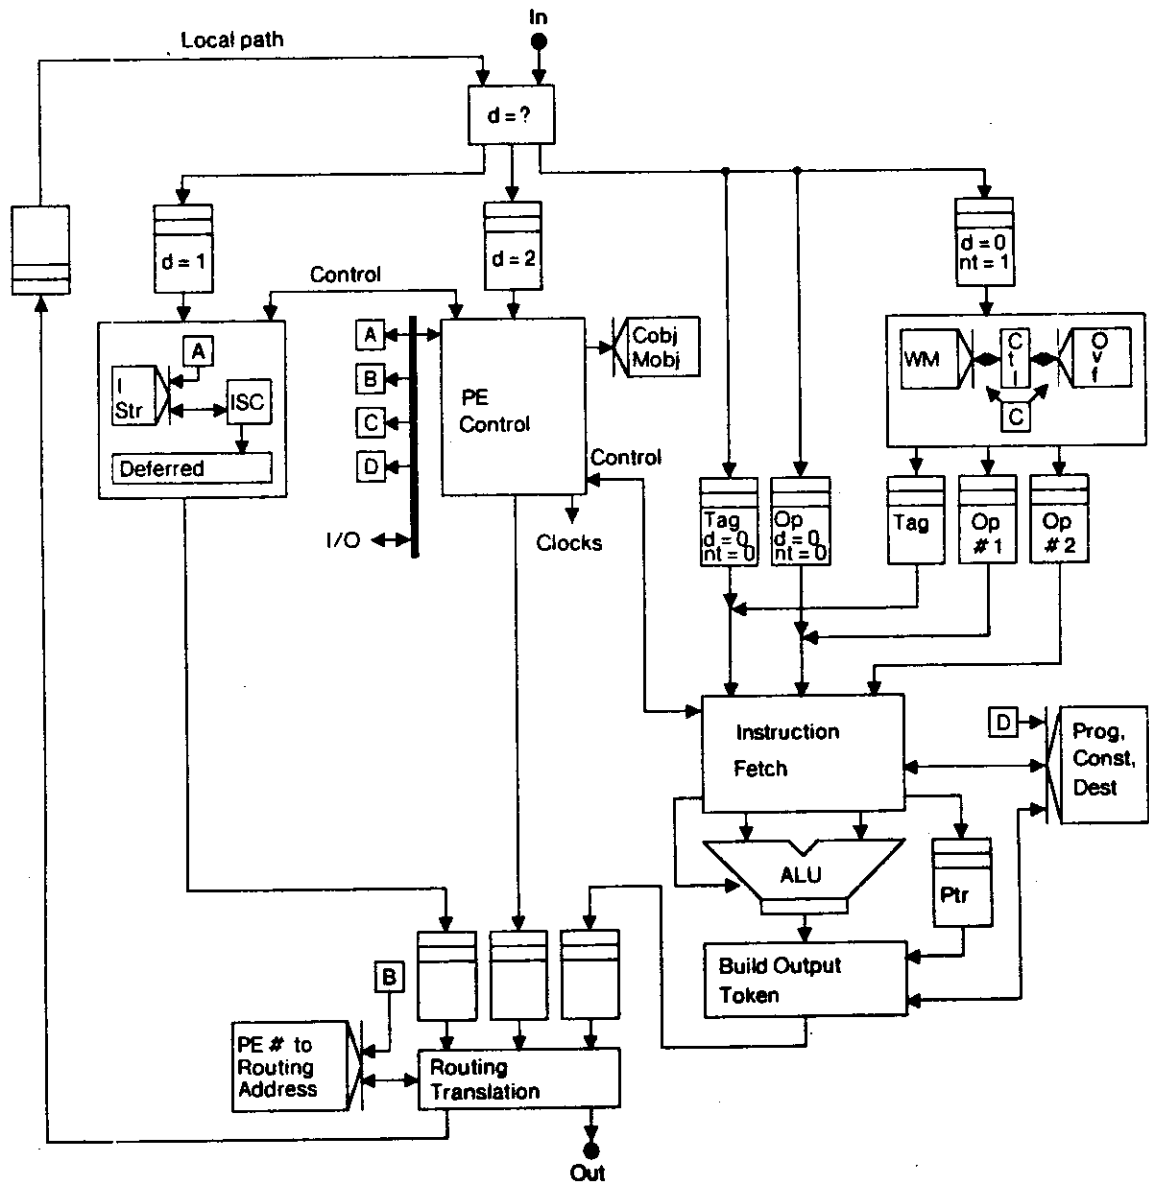 In
Local path
d = ?
d = 1
d = 2
d = 0
nt = 1
Control
A
I
Str
ISC
Deferred
A
B
C
D
I/O
PE
Control
Cobj
Mobj
Control
Clocks
WM
C
t
l
O
v
f
C
Tag
d = 0
nt = 0
Op
d = 0
nt = 0
Tag
Op
# 1
Op
# 2
Instruction
Fetch
D
Prog,
Const,
Dest
ALU
Ptr
Build Output
Token
B
PE # to
Routing
Address
Routing
Translation
Out